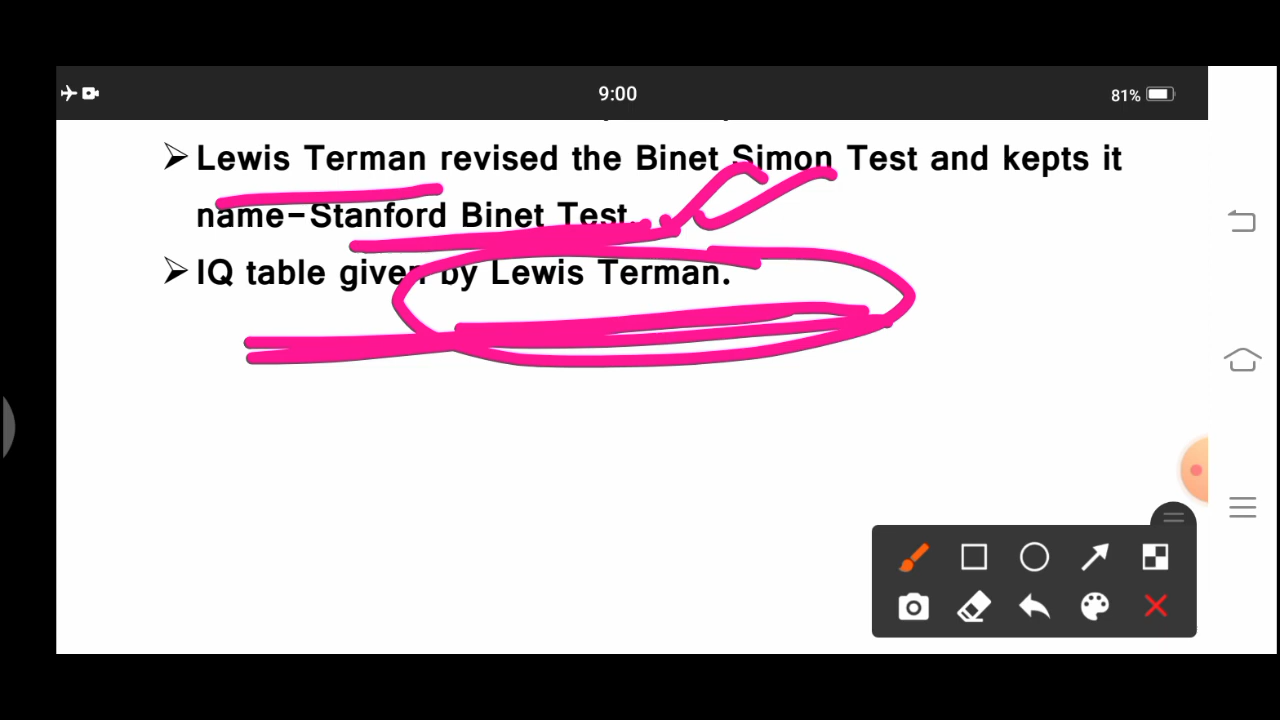 9:00
81%
➢ Lewis Terman revised the Binet Simon Test and kepts it
name-Stanford Binet Test.
➢ IQ table given by Lewis Terman.